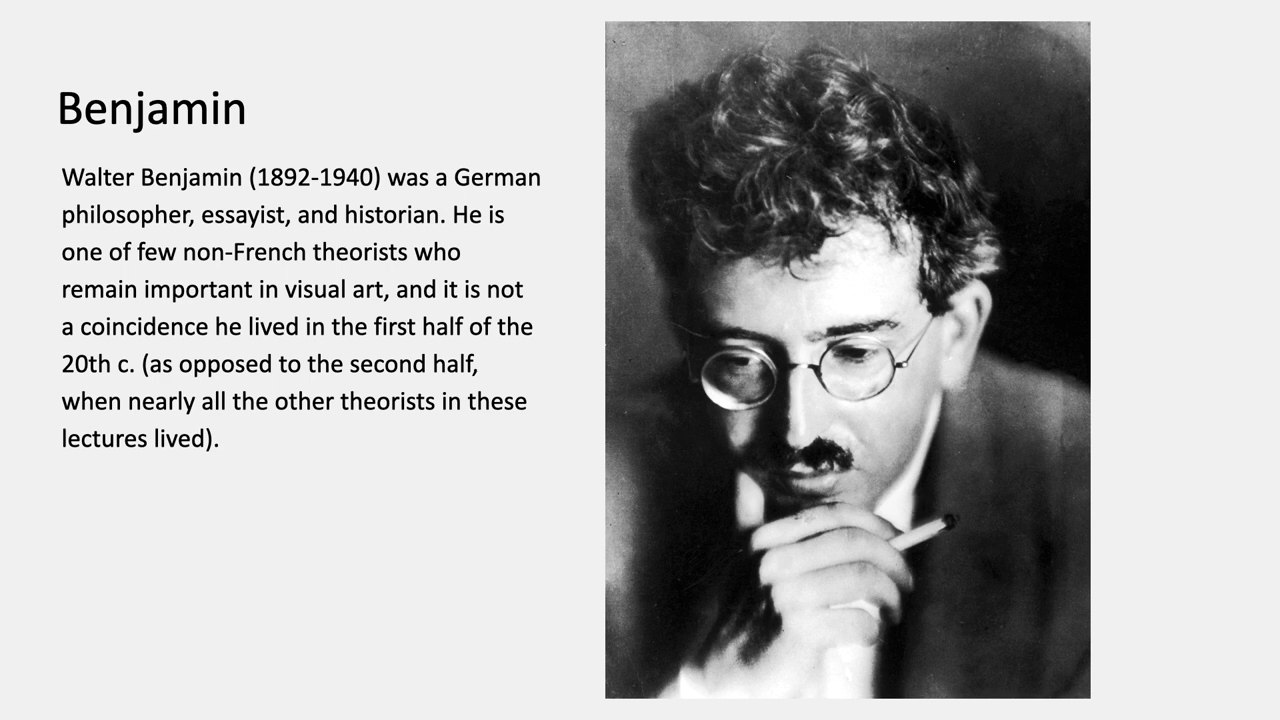 Benjamin
Walter Benjamin (1892-1940) was a German
philosopher, essayist, and historian. He is
one of few non-French theorists who
remain important in visual art, and it is not
a coincidence he lived in the first half of the
20th c. (as opposed to the second half,
when nearly all the other theorists in these
lectures lived).